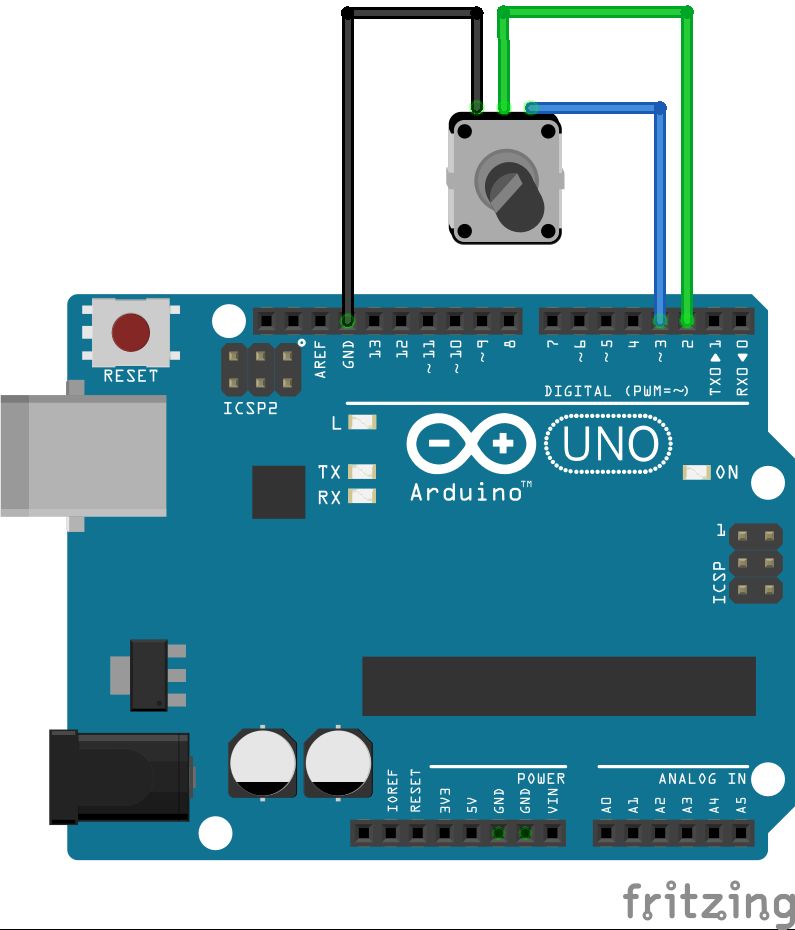 RESET
ICSP2
AREF
GND
13
12
~11
~10
~9
8
7
~6
~5
4
~3
2
TX0▶1
RX0◀0
DIGITAL (PWM=~)
L
TX
RX
Arduino™
UNO
ON
1
ICSP
POWER
ANALOG IN
IOREF
RESET
3V3
5V
GND
GND
VIN
A0
A1
A2
A3
A4
A5
fritzing